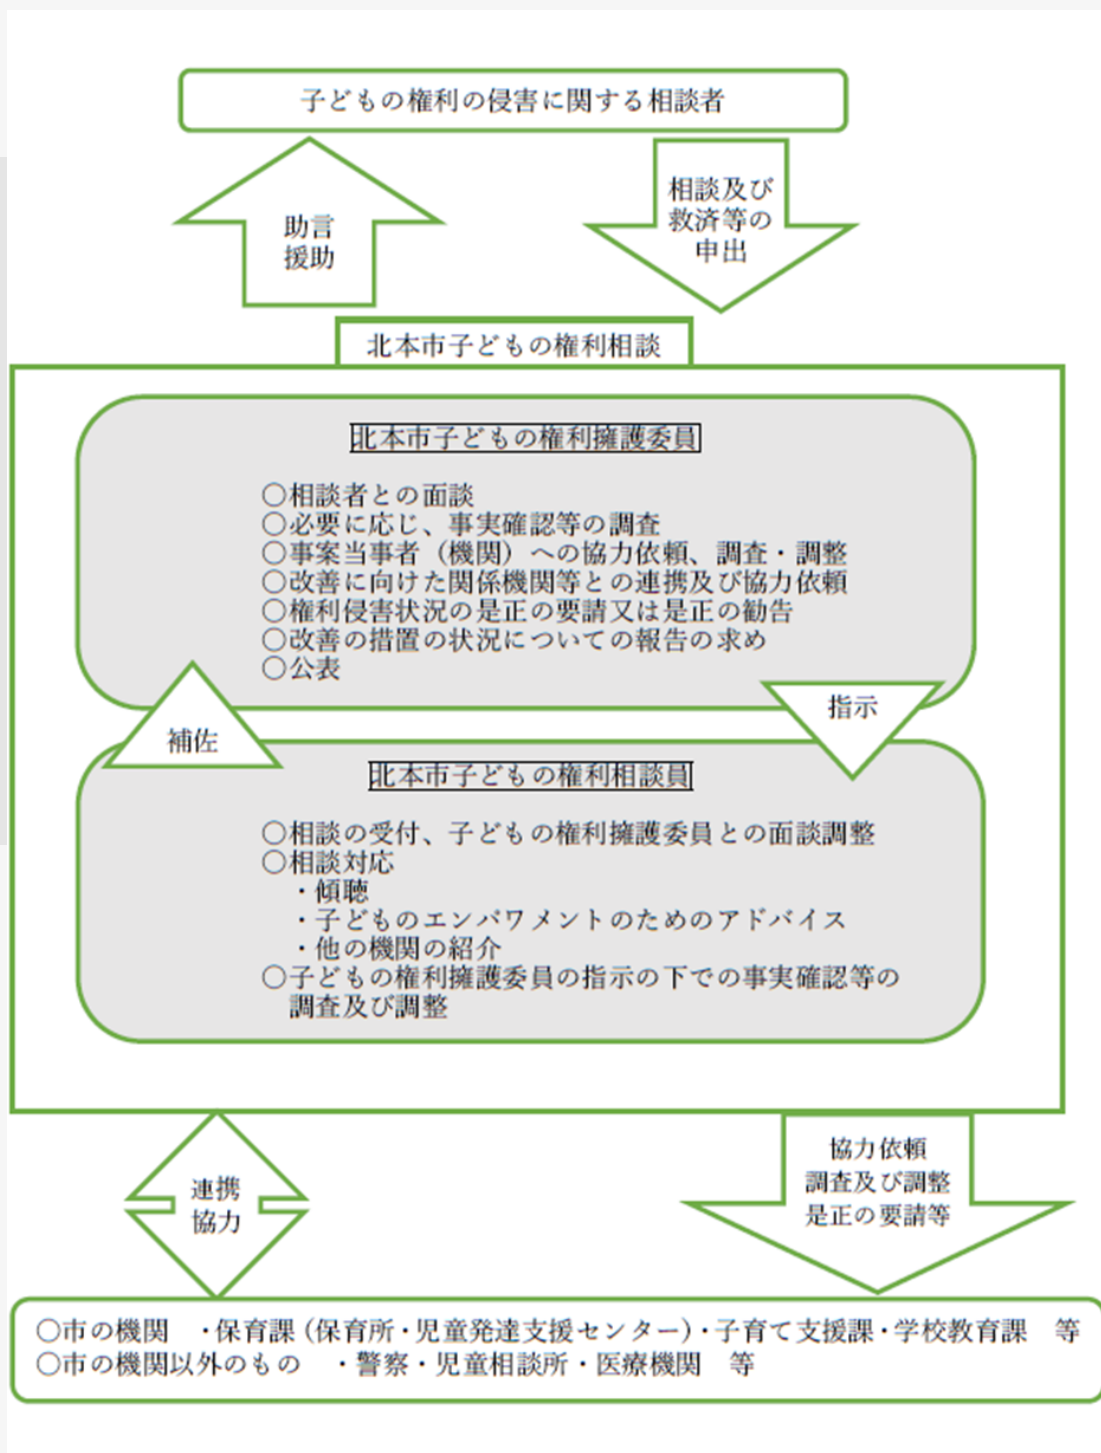 子どもの権利の侵害に関する相談者
助言
援助
相談及び
救済等の
申出
北本市子どもの権利相談
北本市子どもの権利擁護委員
○相談者との面談
○必要に応じ、事実確認等の調査
○事案当事者（機関）への協力依頼、調査・調整
○改善に向けた関係機関等との連携及び協力依頼
○権利侵害状況の是正の要請又は是正の勧告
○改善の措置の状況についての報告の求め
○公表
補佐
指示
北本市子どもの権利相談員
○相談の受付、子どもの権利擁護委員との面談調整
○相談対応
・傾聴
・子どものエンパワメントのためのアドバイス
・他の機関の紹介
○子どもの権利擁護委員の指示の下での事実確認等の
調査及び調整
連携
協力
協力依頼
調査及び調整
是正の要請等
○市の機関　・保育課（保育所・児童発達支援センター）・子育て支援課・学校教育課　等
○市の機関以外のもの　・警察・児童相談所・医療機関　等